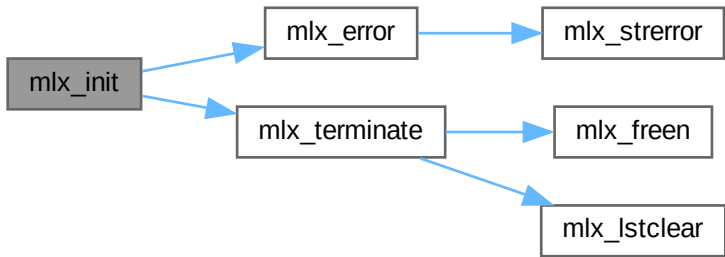 mlx_init
mlx_error
mlx_strerror
mlx_terminate
mlx_freen
mlx_lstclear